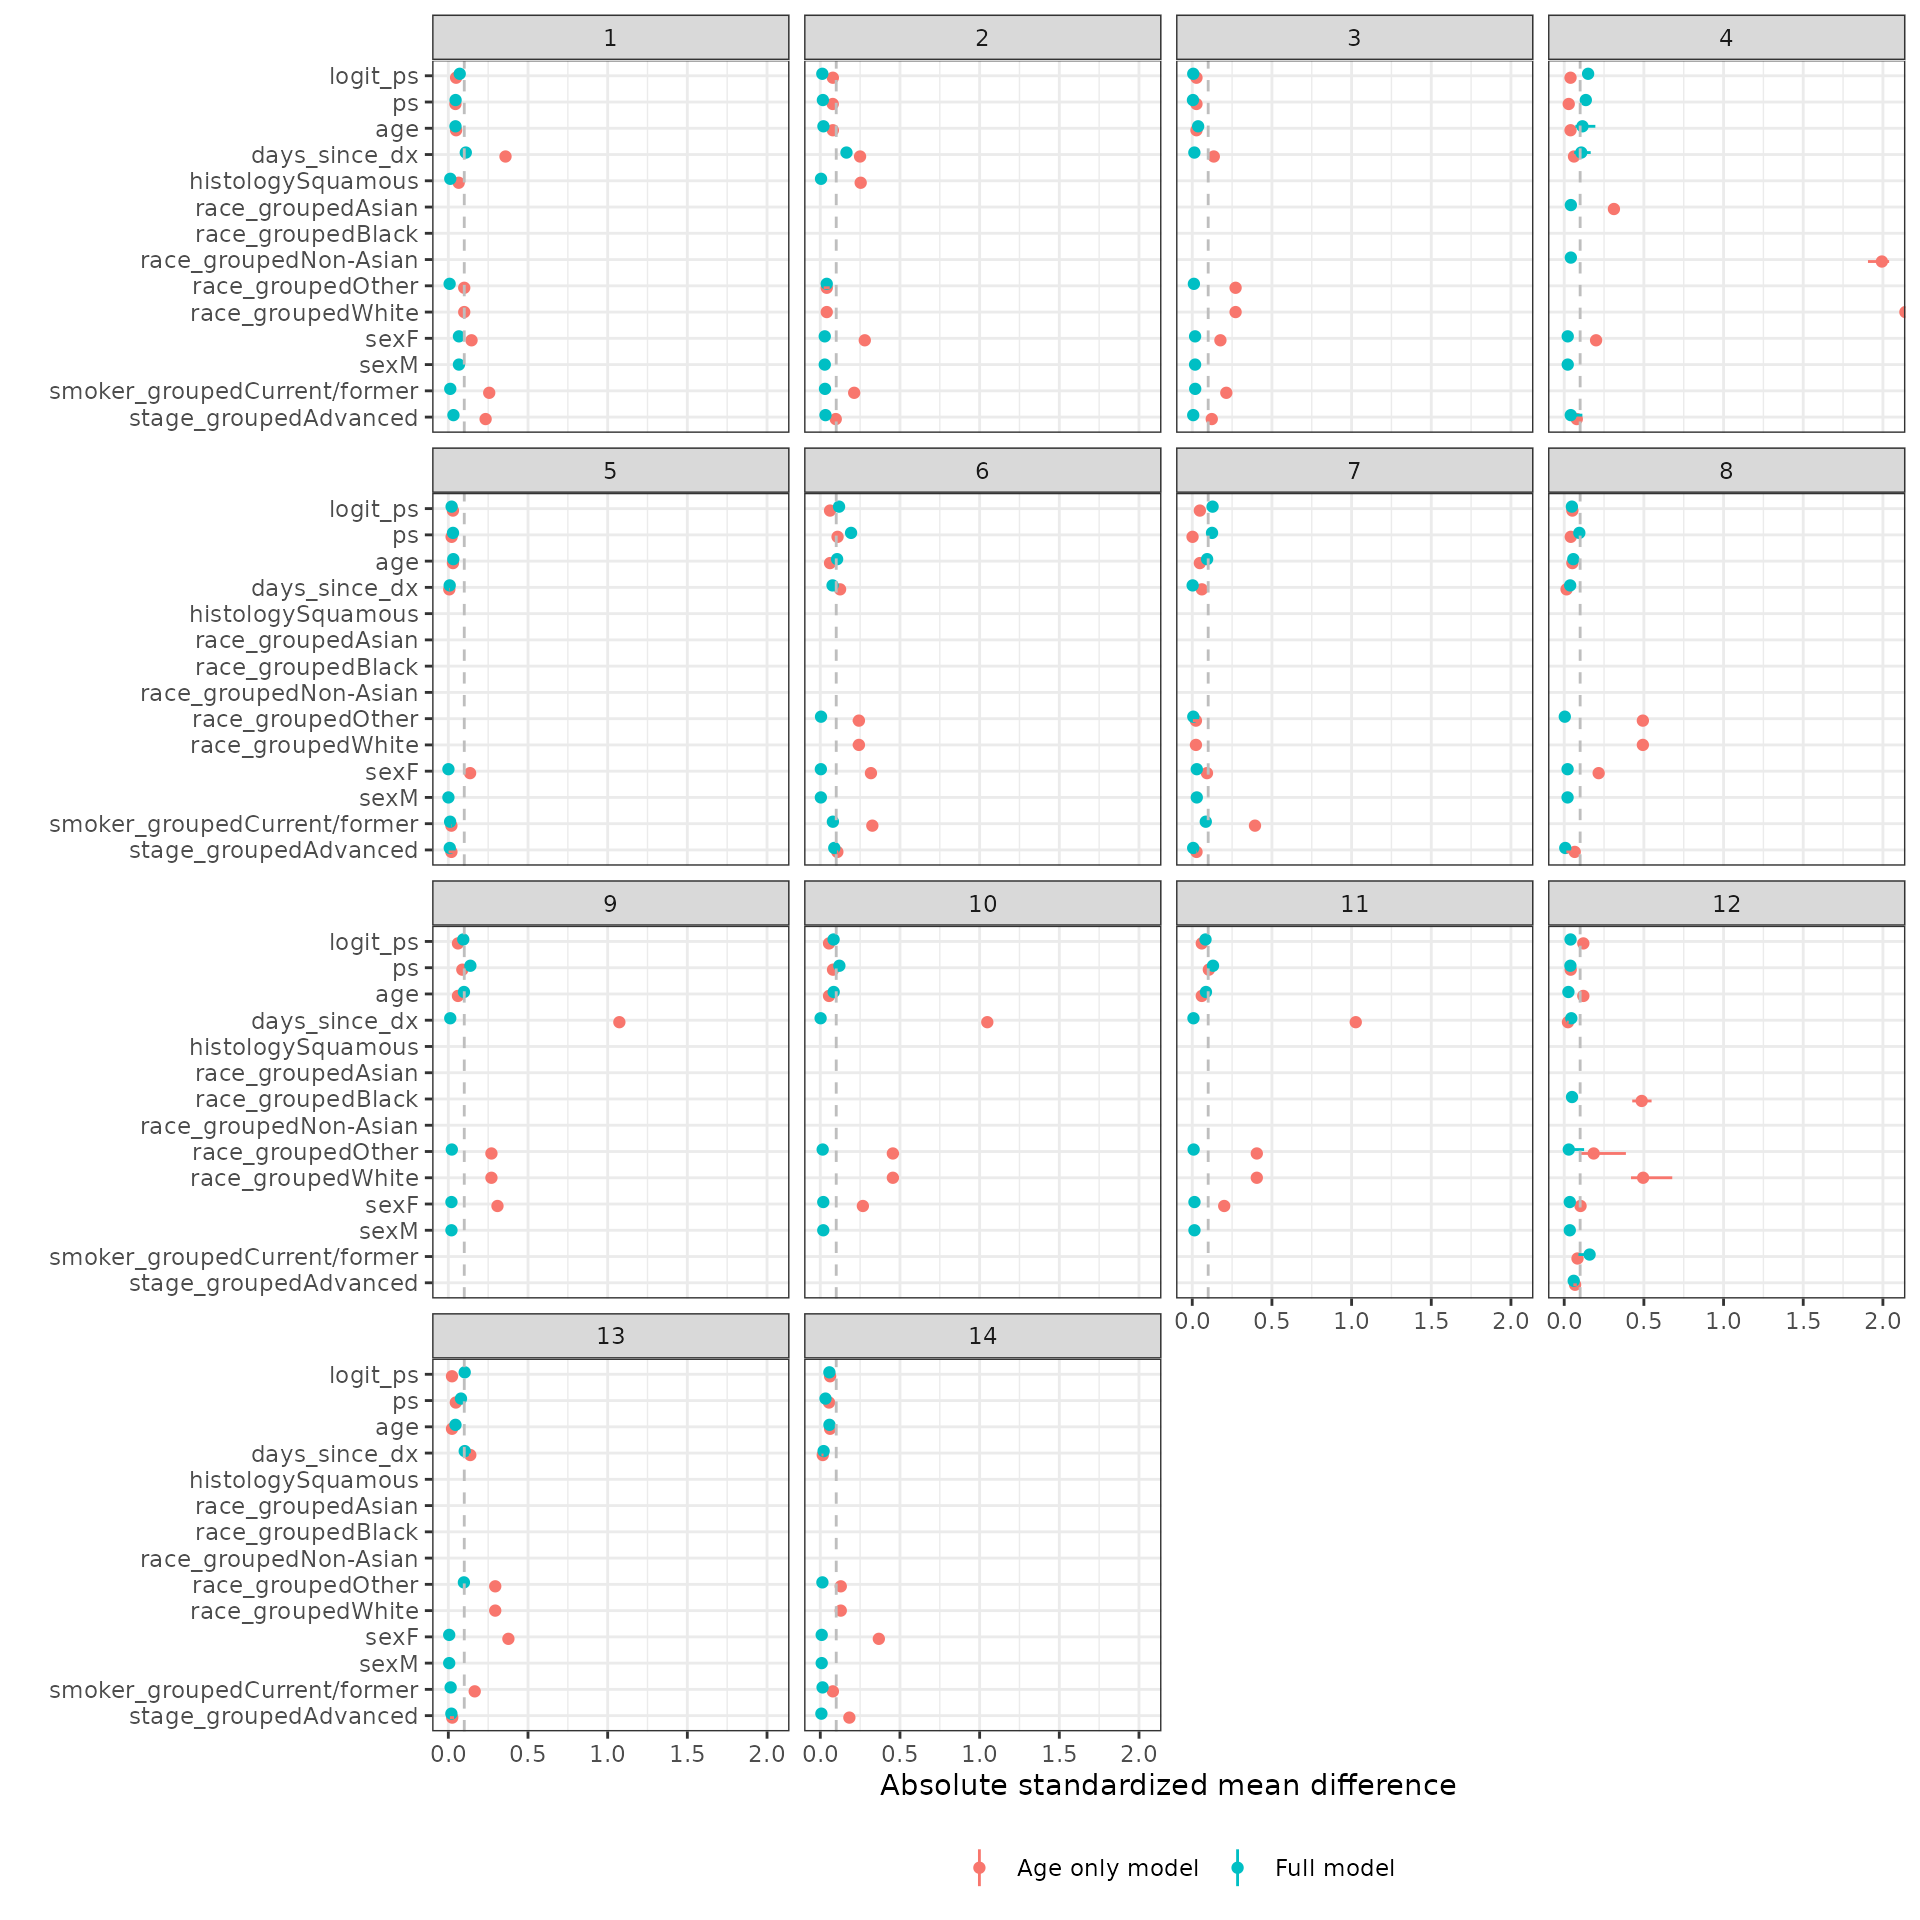 1 2 3 4
logit_ps
ps
age
days_since_dx
histologySquamous
race_groupedAsian
race_groupedBlack
race_groupedNon-Asian
race_groupedOther
race_groupedWhite
sexF
sexM
smoker_groupedCurrent/former
stage_groupedAdvanced
5 6 7 8
logit_ps
ps
age
days_since_dx
histologySquamous
race_groupedAsian
race_groupedBlack
race_groupedNon-Asian
race_groupedOther
race_groupedWhite
sexF
sexM
smoker_groupedCurrent/former
stage_groupedAdvanced
9 10 11 12
logit_ps
ps
age
days_since_dx
histologySquamous
race_groupedAsian
race_groupedBlack
race_groupedNon-Asian
race_groupedOther
race_groupedWhite
sexF
sexM
smoker_groupedCurrent/former
stage_groupedAdvanced
0.0 0.5 1.0 1.5 2.0 0.0 0.5 1.0 1.5 2.0
13 14
logit_ps
ps
age
days_since_dx
histologySquamous
race_groupedAsian
race_groupedBlack
race_groupedNon-Asian
race_groupedOther
race_groupedWhite
sexF
sexM
smoker_groupedCurrent/former
stage_groupedAdvanced
0.0 0.5 1.0 1.5 2.0 0.0 0.5 1.0 1.5 2.0
Absolute standardized mean difference
Age only model Full model